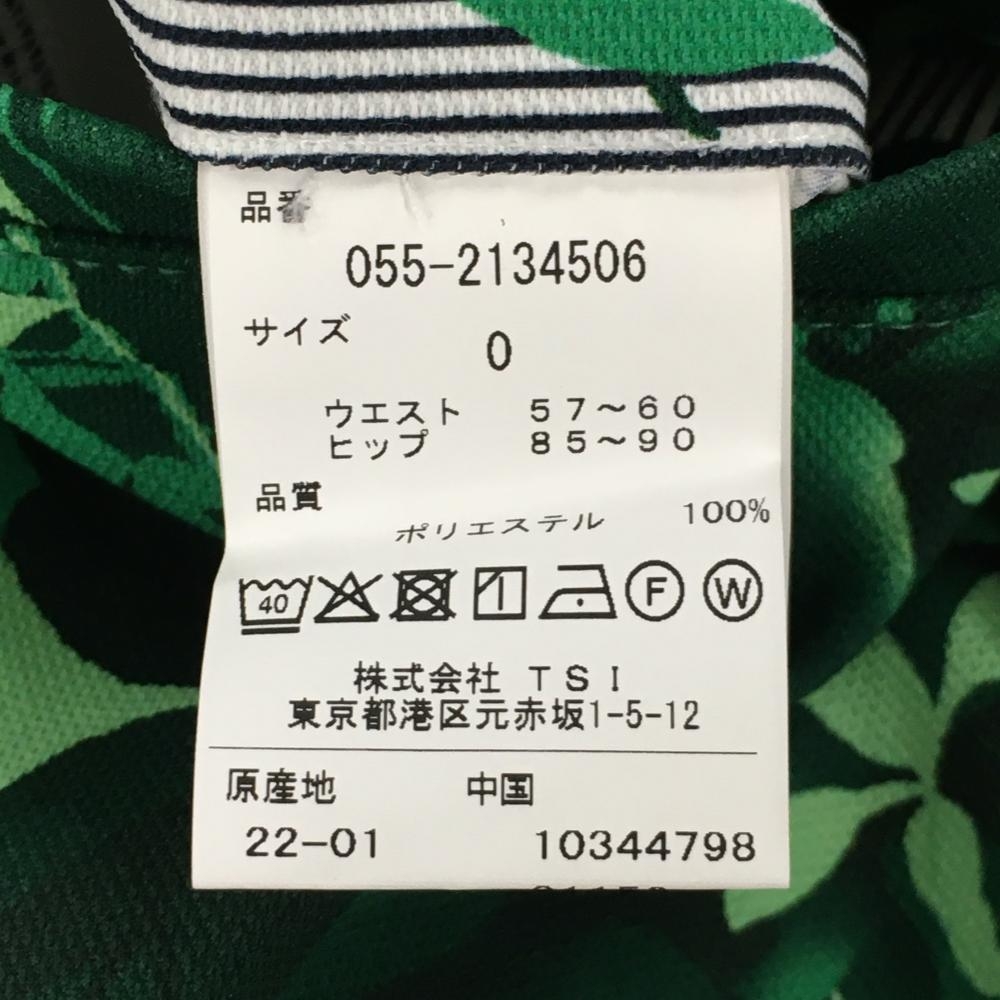 品番
055-2134506
サイズ
0
ウエスト 57～60
ヒップ 85～90
品質
ポリエステル 100%
40 F W
株式会社 TSI
東京都港区元赤坂1-5-12
原産地 中国
22-01 10344798